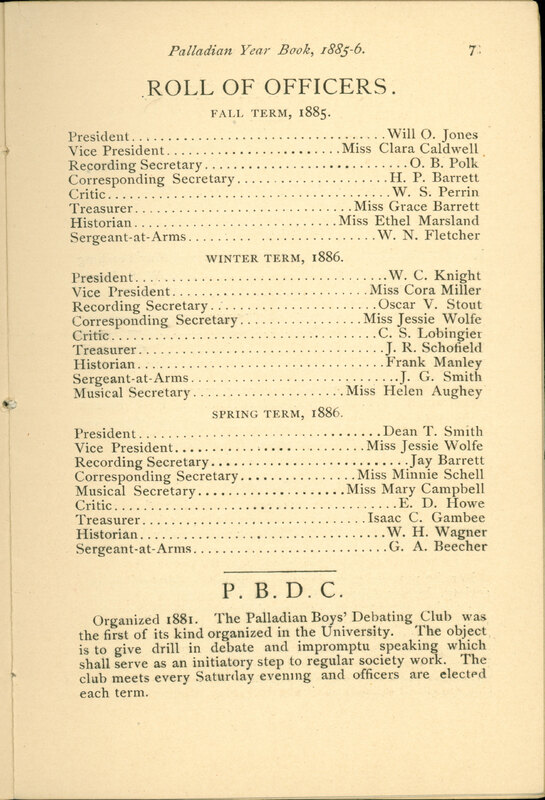 Palladian Year Book, 1885-6. 7
ROLL OF OFFICERS.
FALL TERM, 1885.
President................................Will O. Jones
Vice President......................Miss Clara Caldwell
Recording Secretary..........................O. B. Polk
Corresponding Secretary...................H. P. Barrett
Critic....................................W. S. Perrin
Treasurer............................Miss Grace Barrett
Historian..........................Miss Ethel Marsland
Sergeant-at-Arms........ ................W. N. Fletcher
WINTER TERM, 1886.
President................................W. C. Knight
Vice President.........................Miss Cora Miller
Recording Secretary......................Oscar V. Stout
Corresponding Secretary................Miss Jessie Wolfe
Critic..................................C. S. Lobingier
Treasurer...............................J. R. Schofield
Historian................................Frank Manley
Sergeant-at-Arms..........................J. G. Smith
Musical Secretary....................Miss Helen Aughey
SPRING TERM, 1886.
President................................Dean T. Smith
Vice President........................Miss Jessie Wolfe
Recording Secretary.........................Jay Barrett
Corresponding Secretary..............Miss Minnie Schell
Musical Secretary..................Miss Mary Campbell
Critic....................................E. D. Howe
Treasurer..............................Isaac C. Gambee
Historian...............................W. H. Wagner
Sergeant-at-Arms.........................G. A. Beecher
P. B. D. C.
Organized 1881. The Palladian Boys' Debating Club was
the first of its kind organized in the University. The object
is to give drill in debate and impromptu speaking which
shall serve as an initiatory step to regular society work. The
club meets every Saturday evening and officers are elected
each term.